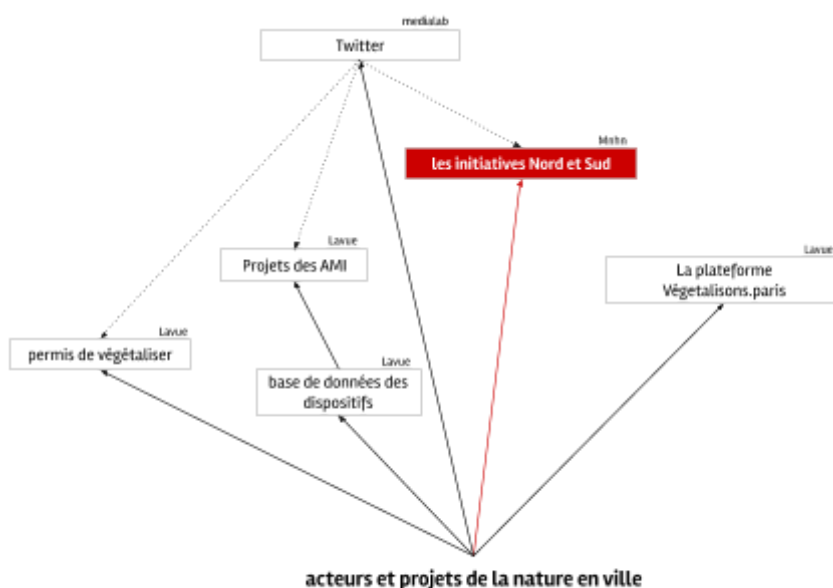 medialab
Twitter
Mnhn
les initiatives Nord et Sud
Lavue
Projets des AMI
Lavue
La plateforme
Végetalisons.paris
Lavue
permis de végétaliser
Lavue
base de données des
dispositifs
acteurs et projets de la nature en ville